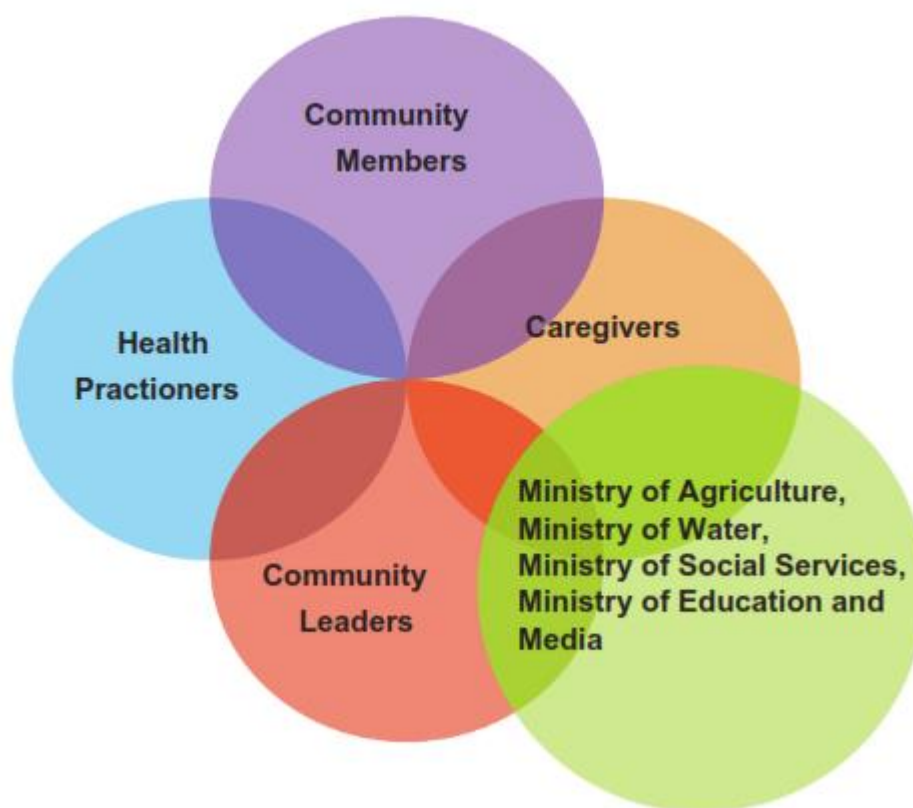 Community
Members
Caregivers
Health
Practioners
Ministry of Agriculture,
Ministry of Water,
Ministry of Social Services,
Ministry of Education and
Media
Community
Leaders